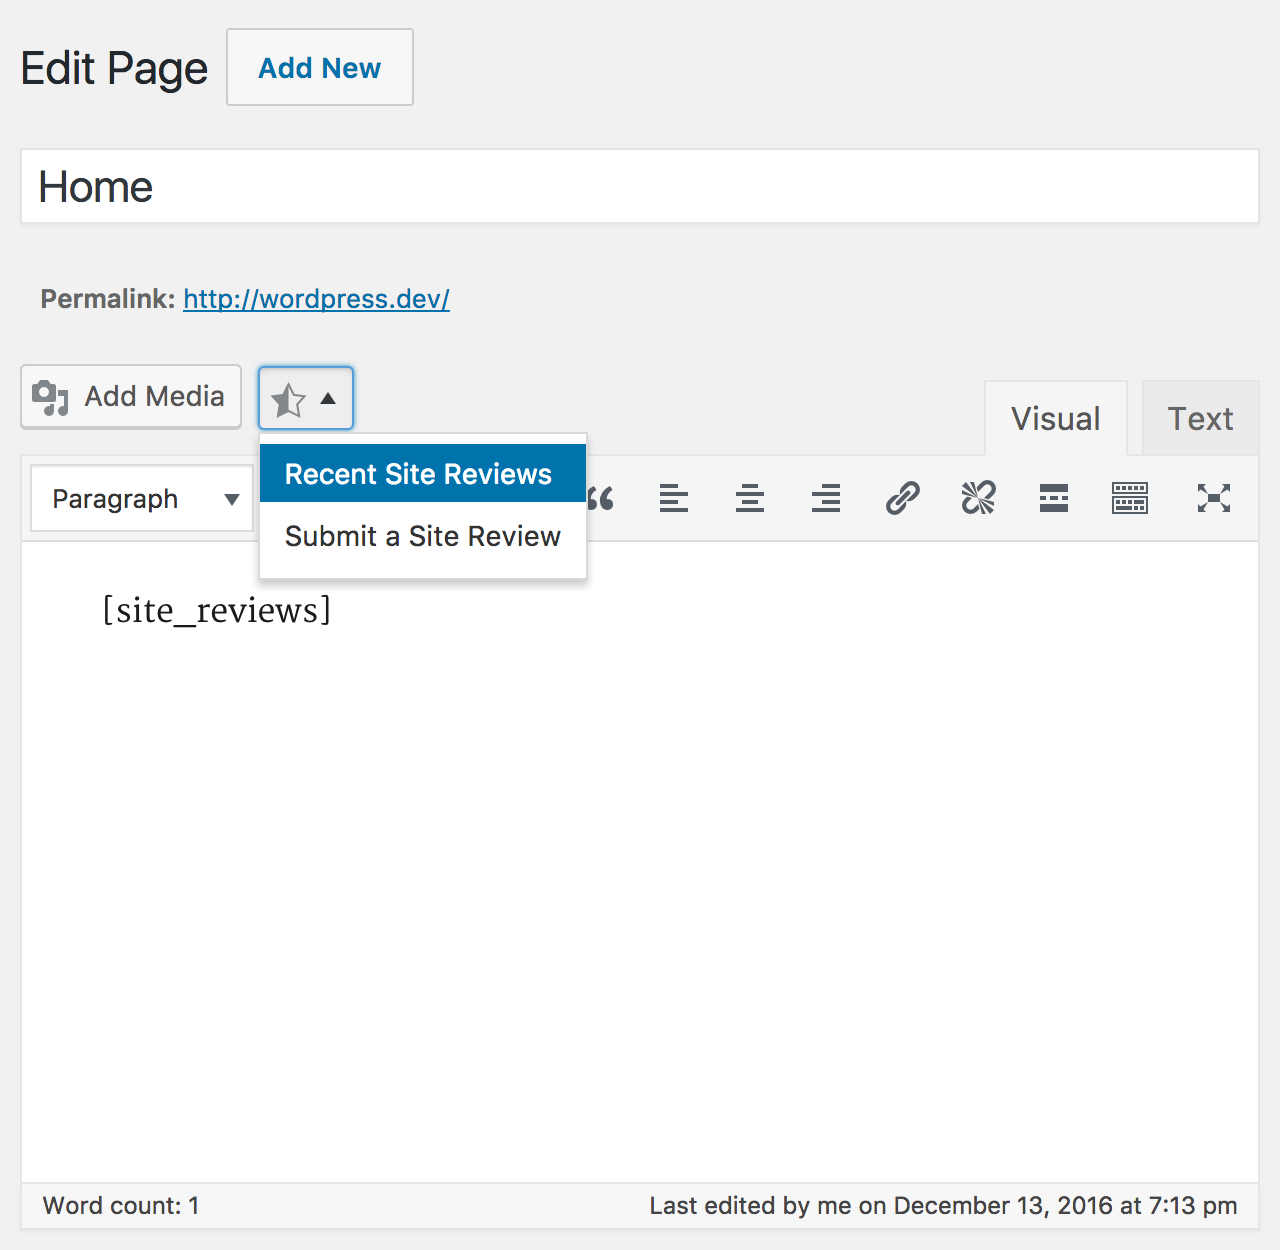 Edit Page Add New
Home
Permalink: http://wordpress.dev/
Add Media
Visual Text
Recent Site Reviews
Paragraph
Submit a Site Review
[site_reviews]
Word count: 1 Last edited by me on December 13, 2016 at 7:13 pm